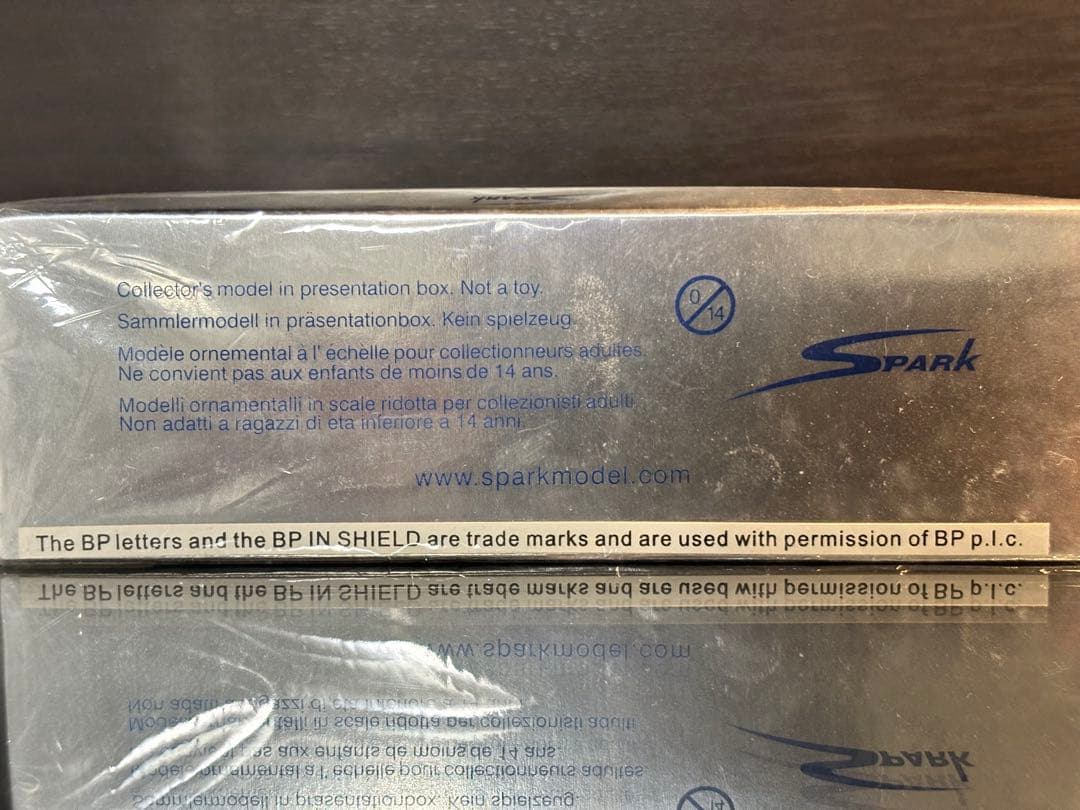 Collector's model in presentation box. Not a toy.
Sammlermodell in präsentationbox. Kein spielzeug.
Modèle ornemental à l' échelle pour collectionneurs adultes.
Ne convient pas aux enfants de moins de 14 ans.
Modelli ornamentalii in scale ridotta per collezionisti adulti
Non adatti a ragazzi di eta inferiore a 14 anni.
0
14
SPARK
www.sparkmodel.com
The BP letters and the BP IN SHIELD are trade marks and are used with permission of BP p.l.c.